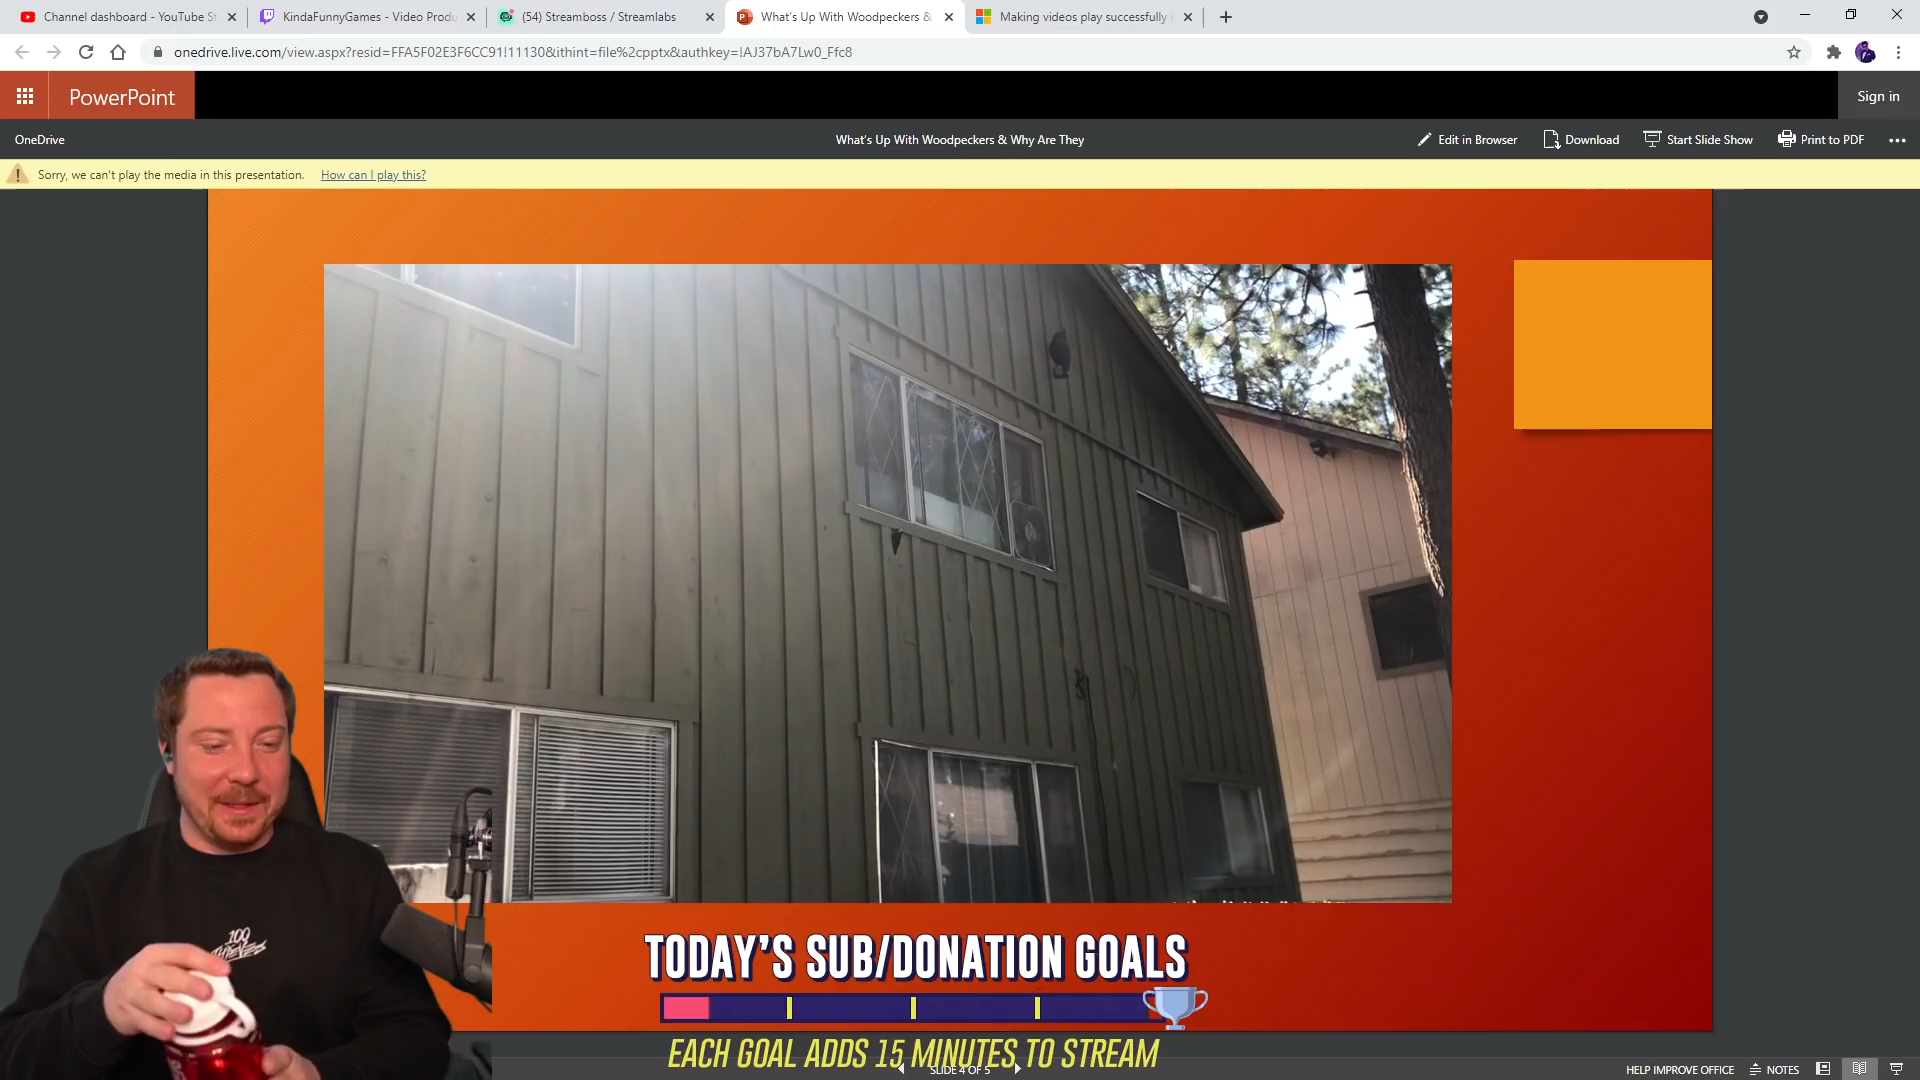 Channel dashboard - YouTube St
KindaFunnyGames - Video Produ
(54) Streamboss / Streamlabs
What's Up With Woodpeckers &
Making videos play successfully i
onedrive.live.com/view.aspx?resid=FFA5F02E3F6CC91!11130&ithint=file%2cpptx&authkey=!AJ37bA7Lw0_Ffc8
PowerPoint
Sign in
OneDrive
What's Up With Woodpeckers & Why Are They
Edit in Browser
Download
Start Slide Show
Print to PDF
Sorry, we can't play the media in this presentation. How can I play this?
100
THIEVES
TODAY'S SUB/DONATION GOALS
EACH GOAL ADDS 15 MINUTES TO STREAM
SLIDE 4 OF 5
HELP IMPROVE OFFICE
NOTES